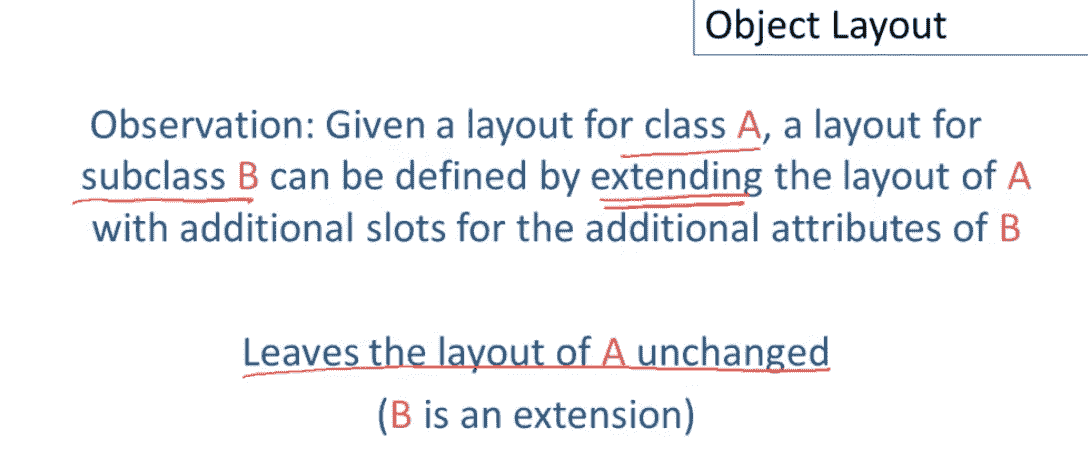 Object Layout
Observation: Given a layout for class A, a layout for
subclass B can be defined by extending the layout of A
with additional slots for the additional attributes of B
Leaves the layout of A unchanged
(B is an extension)